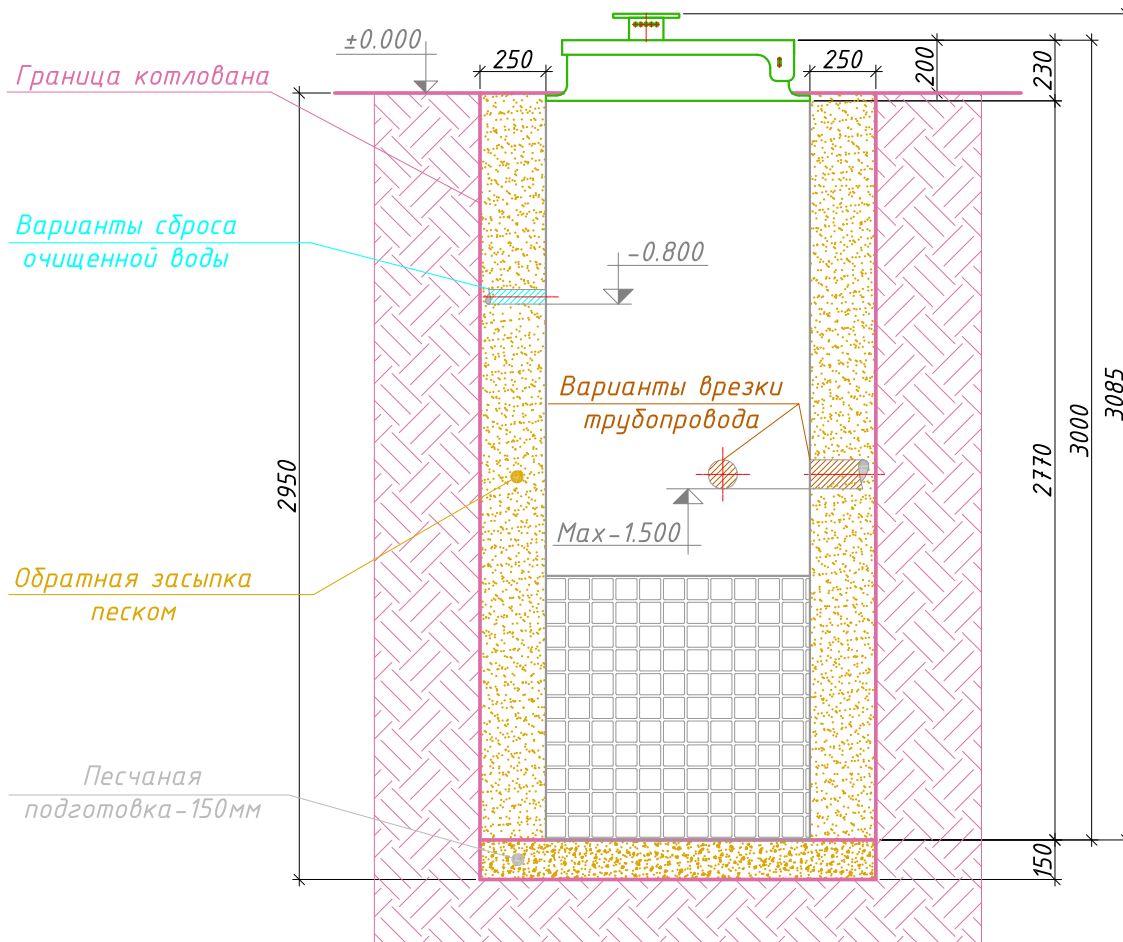 ±0.000
Граница котлована
250
250
200
230
Варианты сброса
очищенной воды
-0.800
Варианты врезки
трубопровода
3085
3000
2770
2950
Max-1.500
Обратная засыпка
песком
Песчаная
подготовка-150мм
150